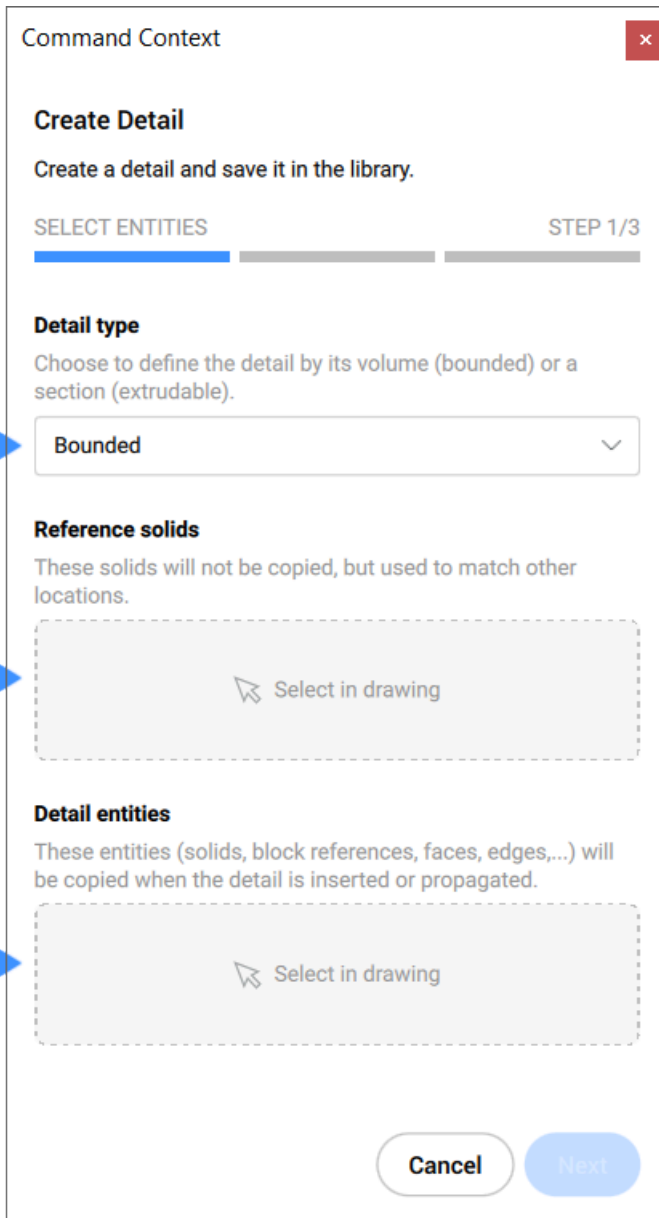 Command Context
×
Create Detail
Create a detail and save it in the library.
SELECT ENTITIES STEP 1/3
Detail type
Choose to define the detail by its volume (bounded) or a
section (extrudable).
Bounded
Reference solids
These solids will not be copied, but used to match other
locations.
Select in drawing
Detail entities
These entities (solids, block references, faces, edges,...) will
be copied when the detail is inserted or propagated.
Select in drawing
Cancel Next